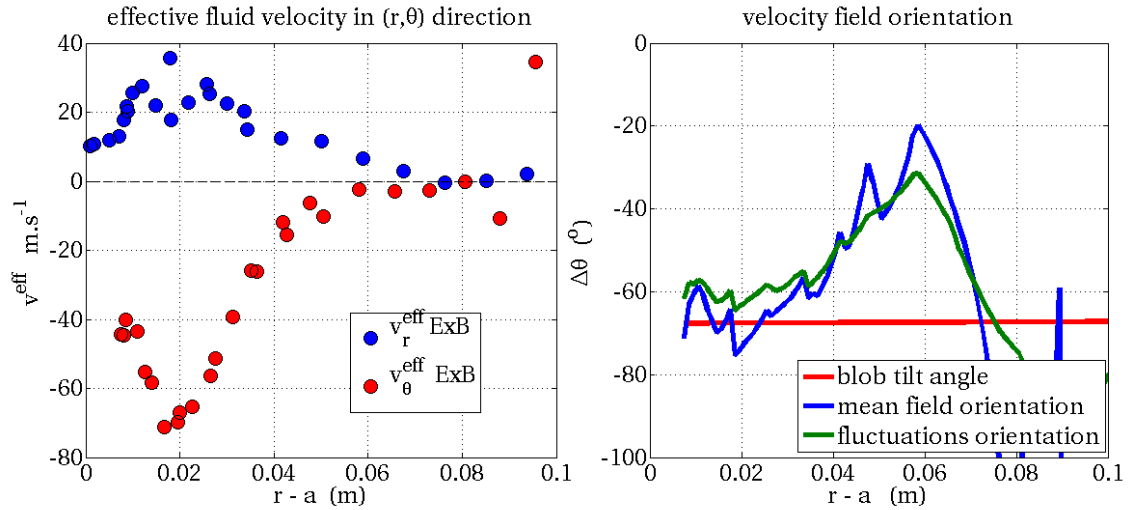 effective fluid velocity in (r,θ) direction
40
20
0
-20
-40
-60
-80
v^eff m.s⁻¹
v_r^eff ExB
v_θ^eff ExB
0
0.02
0.04
0.06
0.08
0.1
r - a (m)
velocity field orientation
0
-20
-40
-60
-80
-100
Δθ (°)
blob tilt angle
mean field orientation
fluctuations orientation
0
0.02
0.04
0.06
0.08
0.1
r - a (m)